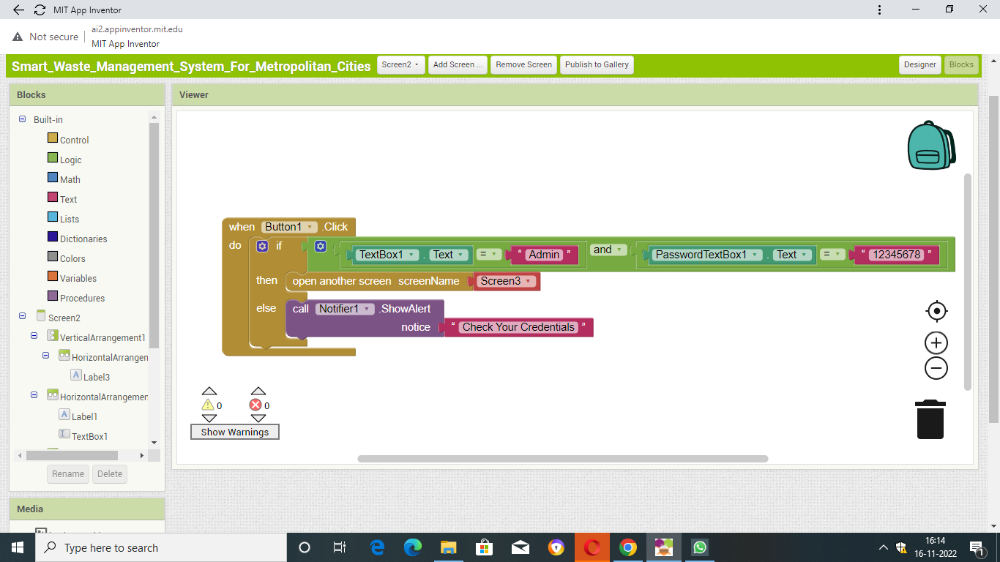 MIT App Inventor
Not secure
ai2.appinventor.mit.edu
MIT App Inventor
Smart_Waste_Management_System_For_Metropolitan_Cities Screen2 Add Screen ... Remove Screen Publish to Gallery Designer Blocks
Blocks
Viewer
Built-in
Control
Logic
Math
Text
Lists
Dictionaries
Colors
Variables
Procedures
Screen2
VerticalArrangement1
HorizontalArrangen
Label3
HorizontalArrangemen
Label1
TextBox1
Rename Delete
Media
when Button1 .Click
do if TextBox1 . Text = " Admin " and PasswordTextBox1 . Text = " 12345678 "
then open another screen screenName Screen3
else call Notifier1 .ShowAlert
notice " Check Your Credentials "
0 0
Show Warnings
Type here to search
16:14
16-11-2022
1